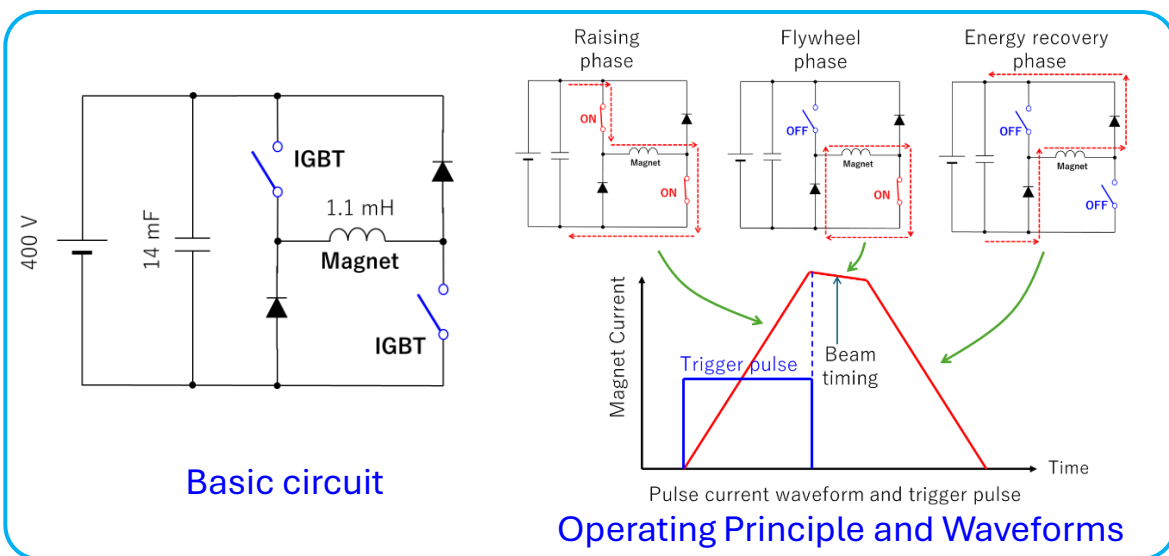 400 V
14 mF
IGBT
1.1 mH
Magnet
IGBT
Basic circuit
Raising
phase
ON
Magnet
ON
Flywheel
phase
OFF
Magnet
ON
Energy recovery
phase
OFF
Magnet
OFF
Magnet Current
Trigger pulse
Beam
timing
Time
Pulse current waveform and trigger pulse
Operating Principle and Waveforms